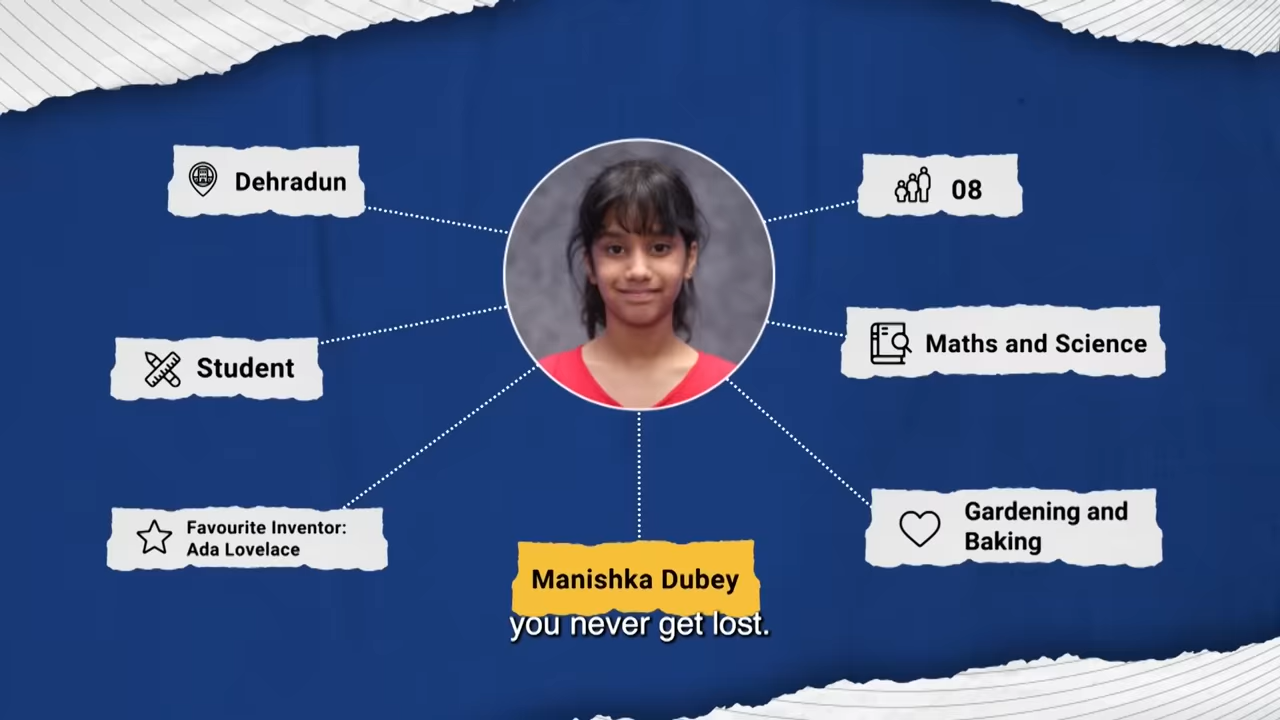 Dehradun
08
Student
Maths and Science
Favourite Inventor:
Ada Lovelace
Gardening and
Baking
Manishka Dubey
you never get lost.